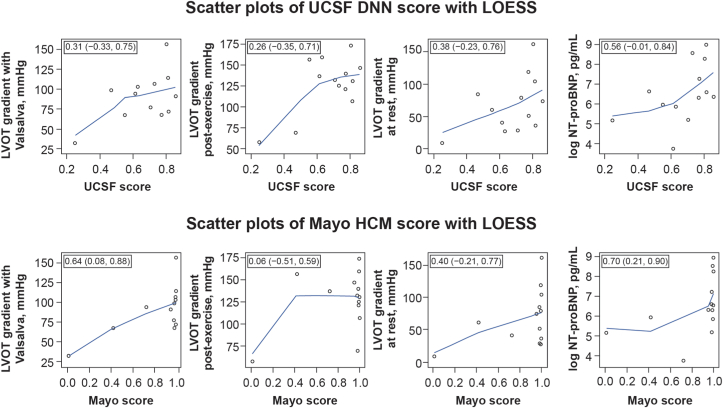 Scatter plots of UCSF DNN score with LOESS
LVOT gradient with
Valsalva, mmHg
150
125
100
75
50
25
0.31 (−0.33, 0.75)
0.2 0.4 0.6 0.8
UCSF score
LVOT gradient
post-exercise, mmHg
175
150
125
100
75
50
0.26 (−0.35, 0.71)
0.2 0.4 0.6 0.8
UCSF score
LVOT gradient
at rest, mmHg
150
100
50
0
0.38 (−0.23, 0.76)
0.2 0.4 0.6 0.8
UCSF score
log NT-proBNP, pg/mL
9
8
7
6
5
4
0.56 (−0.01, 0.84)
0.2 0.4 0.6 0.8
UCSF score
Scatter plots of Mayo HCM score with LOESS
LVOT gradient with
Valsalva, mmHg
150
125
100
75
50
25
0.64 (0.08, 0.88)
0.0 0.2 0.4 0.6 0.8 1.0
Mayo score
LVOT gradient
post-exercise, mmHg
175
150
125
100
75
0.06 (−0.51, 0.59)
0.0 0.2 0.4 0.6 0.8 1.0
Mayo score
LVOT gradient
at rest, mmHg
150
100
50
0
0.40 (−0.21, 0.77)
0.0 0.2 0.4 0.6 0.8 1.0
Mayo score
log NT-proBNP, pg/mL
9
8
7
6
5
4
0.70 (0.21, 0.90)
0.0 0.2 0.4 0.6 0.8 1.0
Mayo score